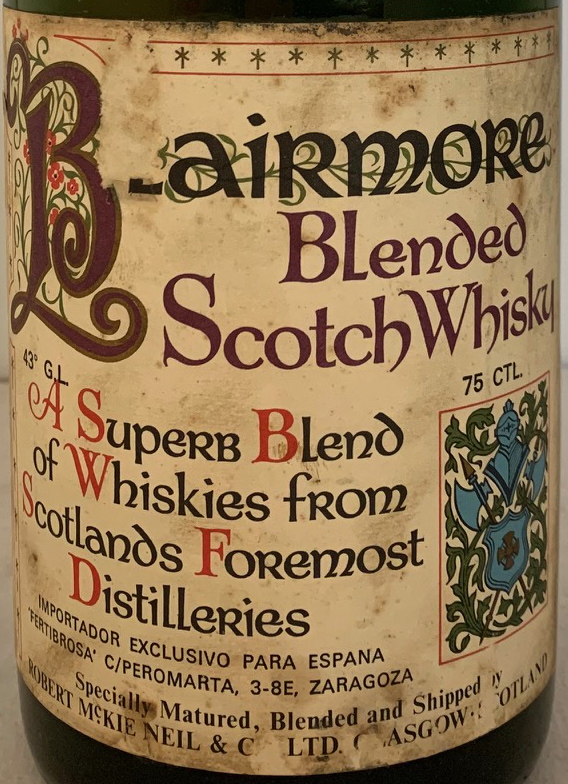 Blairmore
Blended
Scotch Whisky
43° G.L.
75 CTL.
A Superb Blend
of Whiskies from
Scotlands Foremost
Distilleries
IMPORTADOR EXCLUSIVO PARA ESPANA
"FERTIBROSA" C/PEROMARTA, 3-8E, ZARAGOZA
Specially Matured, Blended and Shipped by
ROBERT MCKIE NEIL & C LTD.